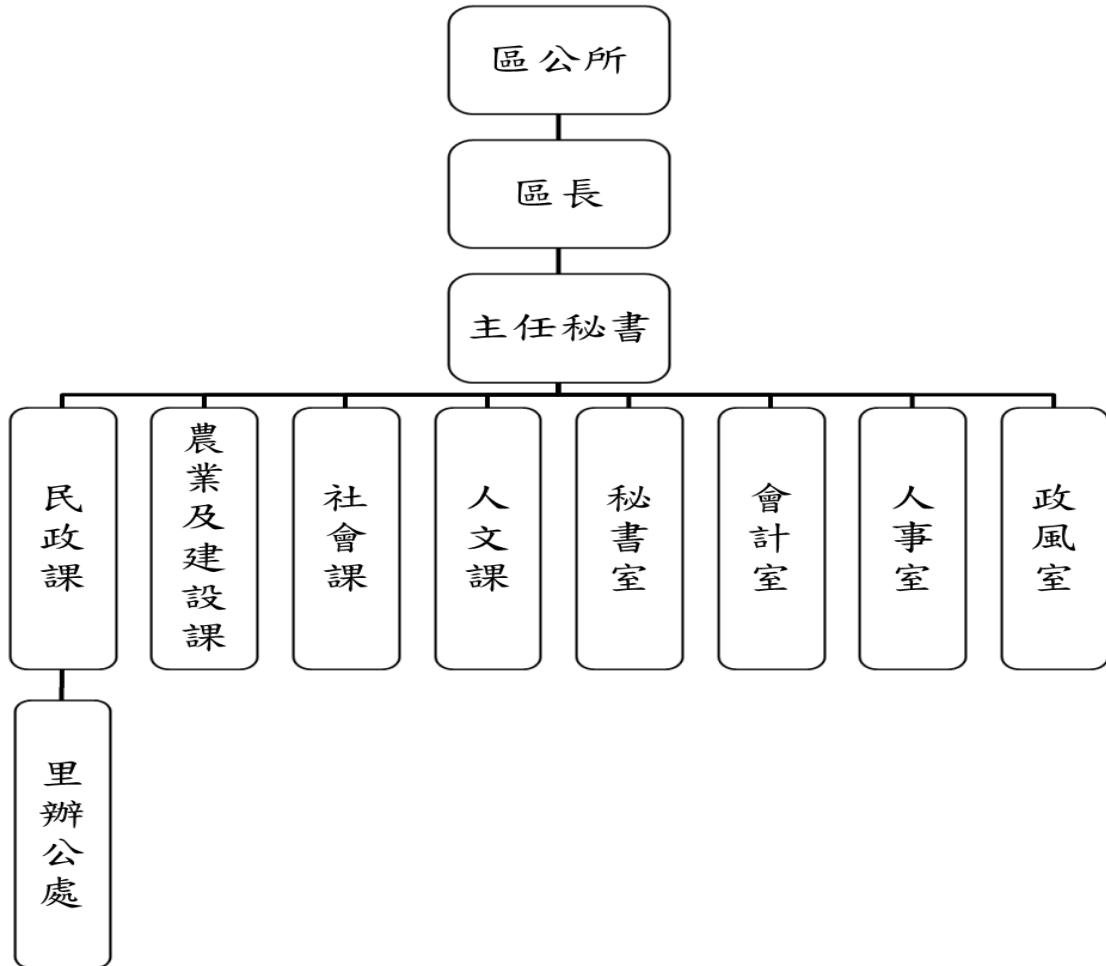 區公所
區長
主任秘書
民政課
農業及建設課
社會課
人文課
秘書室
會計室
人事室
政風室
里辦公處